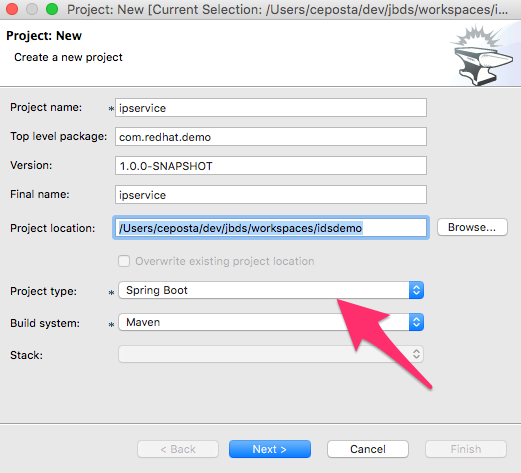 Project: New [Current Selection: /Users/ceposta/dev/jbds/workspaces/i...
Project: New
Create a new project
Project name: * ipservice
Top level package: com.redhat.demo
Version: 1.0.0-SNAPSHOT
Final name: ipservice
Project location: /Users/ceposta/dev/jbds/workspaces/idsdemo Browse...
Overwrite existing project location
Project type: * Spring Boot
Build system: * Maven
Stack:
< Back Next > Cancel Finish